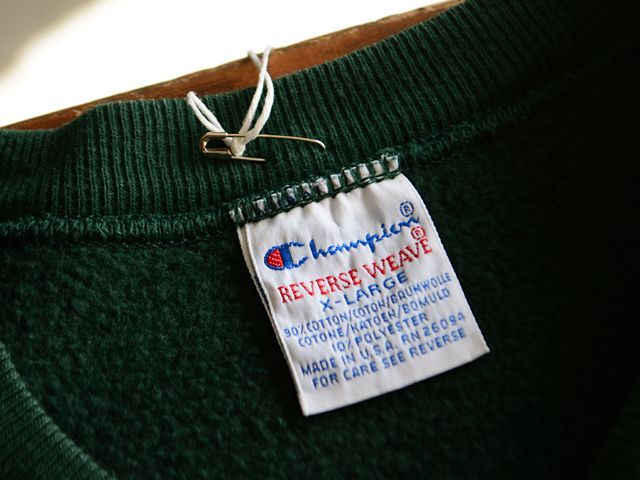 Champion®
REVERSE WEAVE®
X-LARGE
90%COTTON/COTON/BAUMWOLLE
COTONE/KATOEN/BOMULD
10%POLYESTER
MADE IN U.S.A. RN 26094
FOR CARE SEE REVERSE